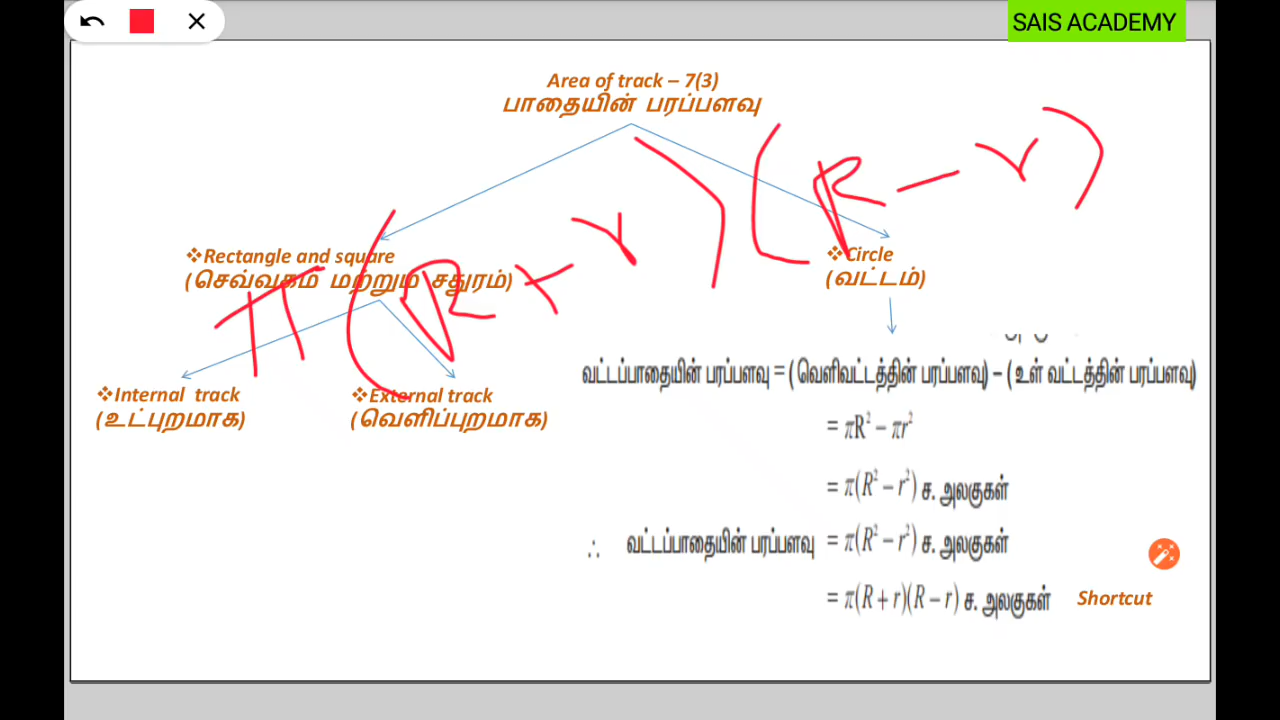 SAIS ACADEMY
Area of track – 7(3)
பாதையின் பரப்பளவு
π (R + r) (R – r)
❖Rectangle and square
(செவ்வகம் மற்றும் சதுரம்)
❖Circle
(வட்டம்)
❖Internal track
(உட்புறமாக)
❖External track
(வெளிப்புறமாக)
வட்டப்பாதையின் பரப்பளவு = (வெளிவட்டத்தின் பரப்பளவு) – (உள் வட்டத்தின் பரப்பளவு)
= πR² – πr²
= π(R² – r²) ச. அலகுகள்
∴ வட்டப்பாதையின் பரப்பளவு = π(R² – r²) ச. அலகுகள்
= π(R + r)(R – r) ச. அலகுகள் Shortcut